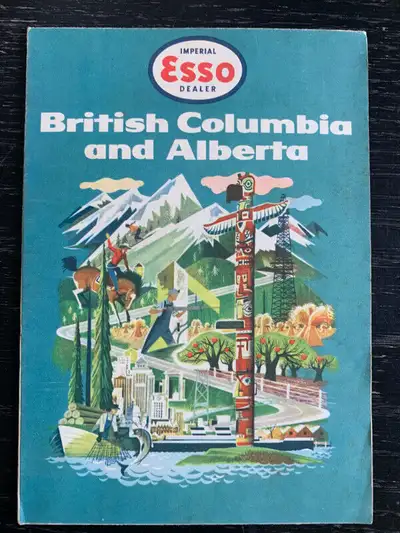 IMPERIAL
Esso
DEALER
British Columbia
and Alberta